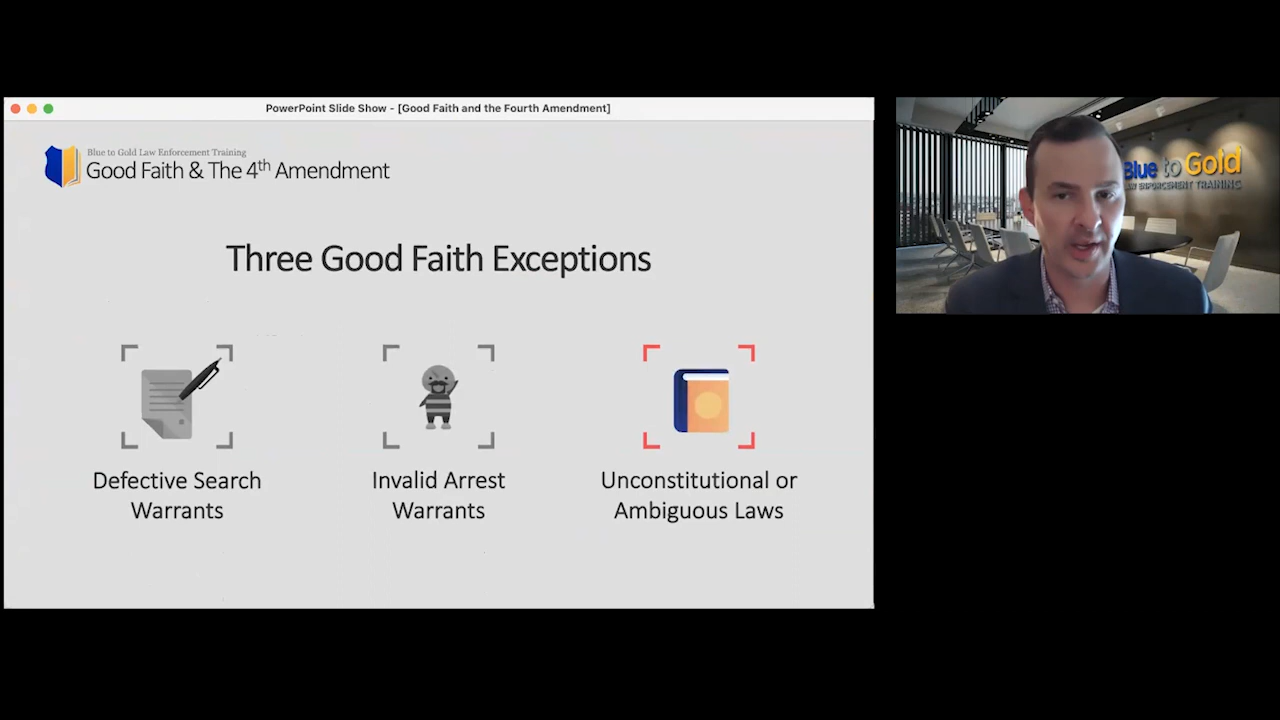 PowerPoint Slide Show - [Good Faith and the Fourth Amendment]
Blue to Gold Law Enforcement Training
Good Faith & The 4th Amendment
Three Good Faith Exceptions
Defective Search
Warrants
Invalid Arrest
Warrants
Unconstitutional or
Ambiguous Laws
Blue to Gold
LAW ENFORCEMENT TRAINING